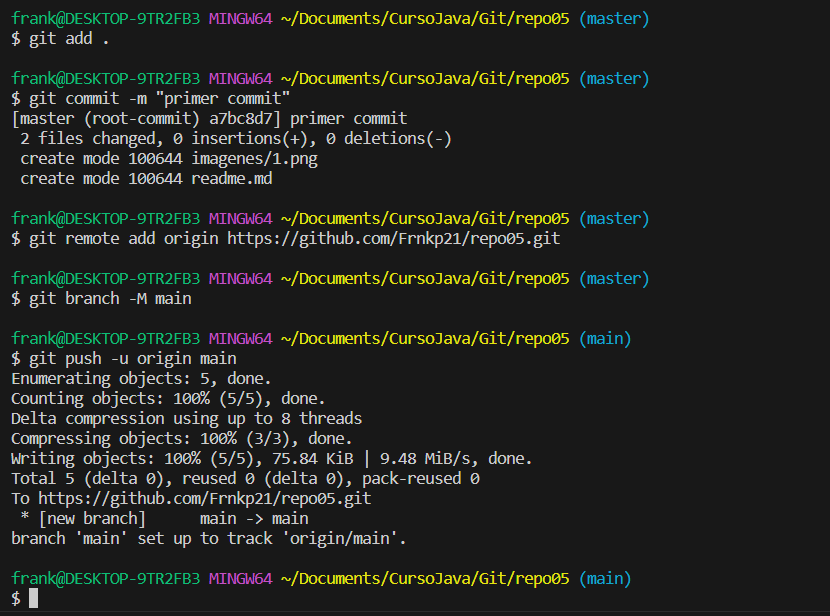 frank@DESKTOP-9TR2FB3 MINGW64 ~/Documents/CursoJava/Git/repo05 (master)
$ git add .
frank@DESKTOP-9TR2FB3 MINGW64 ~/Documents/CursoJava/Git/repo05 (master)
$ git commit -m "primer commit"
[master (root-commit) a7bc8d7] primer commit
 2 files changed, 0 insertions(+), 0 deletions(-)
 create mode 100644 imagenes/1.png
 create mode 100644 readme.md
frank@DESKTOP-9TR2FB3 MINGW64 ~/Documents/CursoJava/Git/repo05 (master)
$ git remote add origin https://github.com/Frnkp21/repo05.git
frank@DESKTOP-9TR2FB3 MINGW64 ~/Documents/CursoJava/Git/repo05 (master)
$ git branch -M main
frank@DESKTOP-9TR2FB3 MINGW64 ~/Documents/CursoJava/Git/repo05 (main)
$ git push -u origin main
Enumerating objects: 5, done.
Counting objects: 100% (5/5), done.
Delta compression using up to 8 threads
Compressing objects: 100% (3/3), done.
Writing objects: 100% (5/5), 75.84 KiB | 9.48 MiB/s, done.
Total 5 (delta 0), reused 0 (delta 0), pack-reused 0
To https://github.com/Frnkp21/repo05.git
 * [new branch]      main -> main
branch 'main' set up to track 'origin/main'.
frank@DESKTOP-9TR2FB3 MINGW64 ~/Documents/CursoJava/Git/repo05 (main)
$